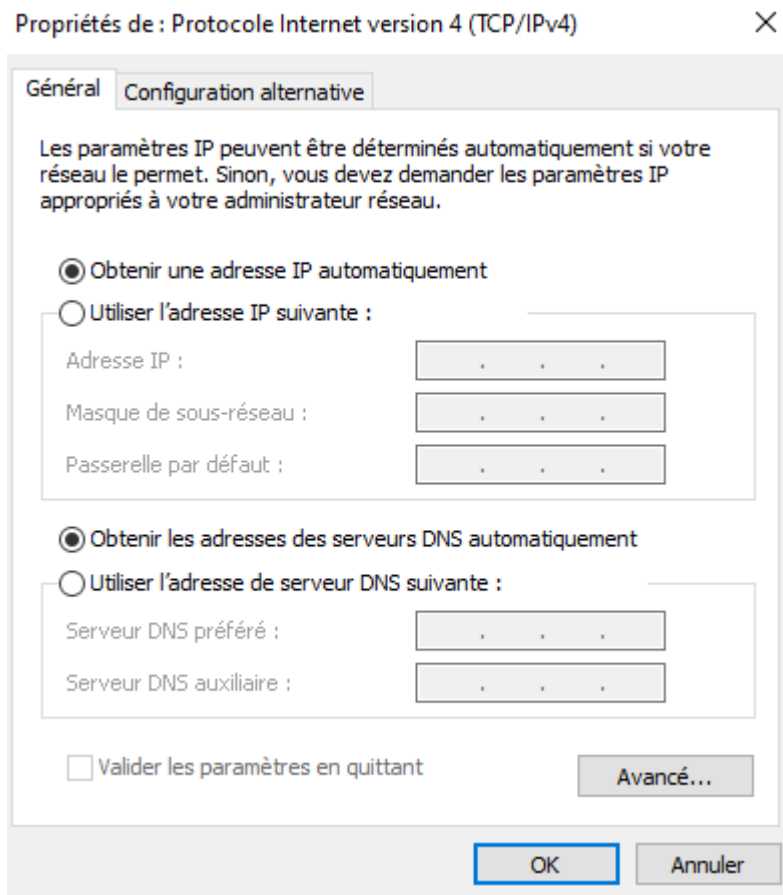 Propriétés de : Protocole Internet version 4 (TCP/IPv4)
Général
Configuration alternative
Les paramètres IP peuvent être déterminés automatiquement si votre
réseau le permet. Sinon, vous devez demander les paramètres IP
appropriés à votre administrateur réseau.
Obtenir une adresse IP automatiquement
Utiliser l’adresse IP suivante :
Adresse IP :
Masque de sous-réseau :
Passerelle par défaut :
Obtenir les adresses des serveurs DNS automatiquement
Utiliser l’adresse de serveur DNS suivante :
Serveur DNS préféré :
Serveur DNS auxiliaire :
Valider les paramètres en quittant
Avancé...
OK
Annuler